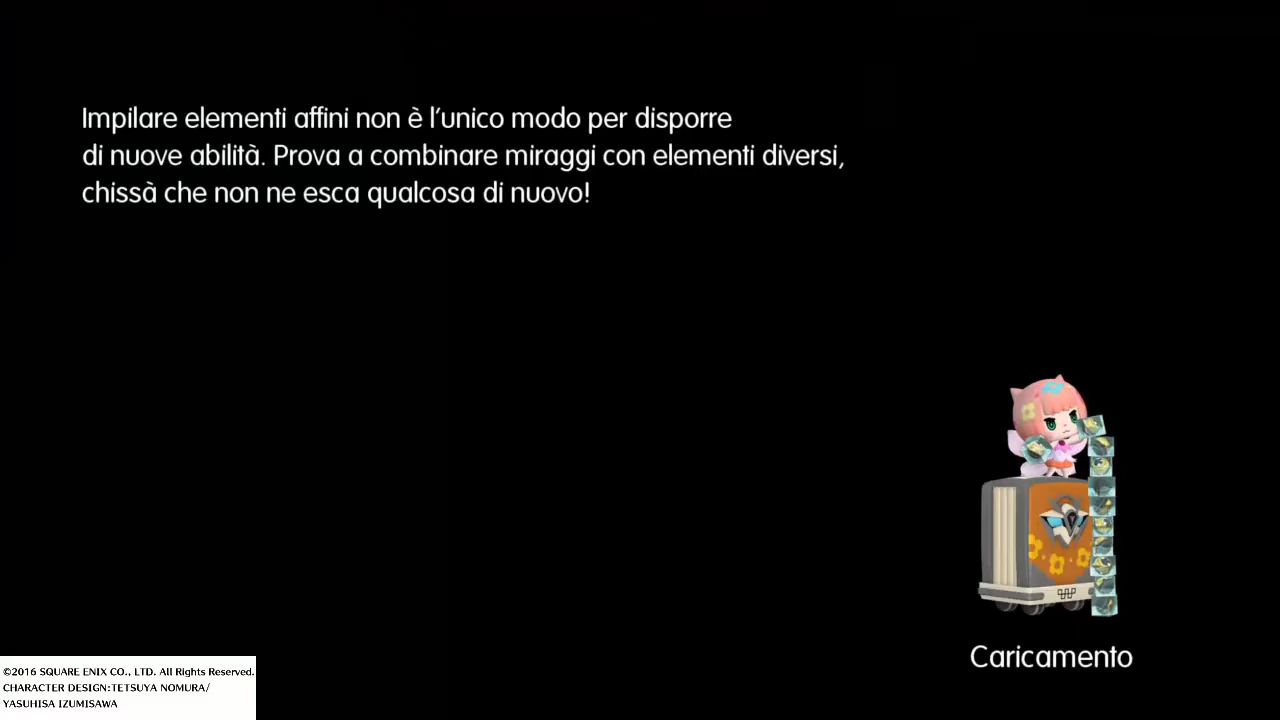 Impilare elementi affini non è l'unico modo per disporre
di nuove abilità. Prova a combinare miraggi con elementi diversi,
chissà che non ne esca qualcosa di nuovo!
Caricamento
©2016 SQUARE ENIX CO., LTD. All Rights Reserved.
CHARACTER DESIGN:TETSUYA NOMURA/
YASUHISA IZUMISAWA